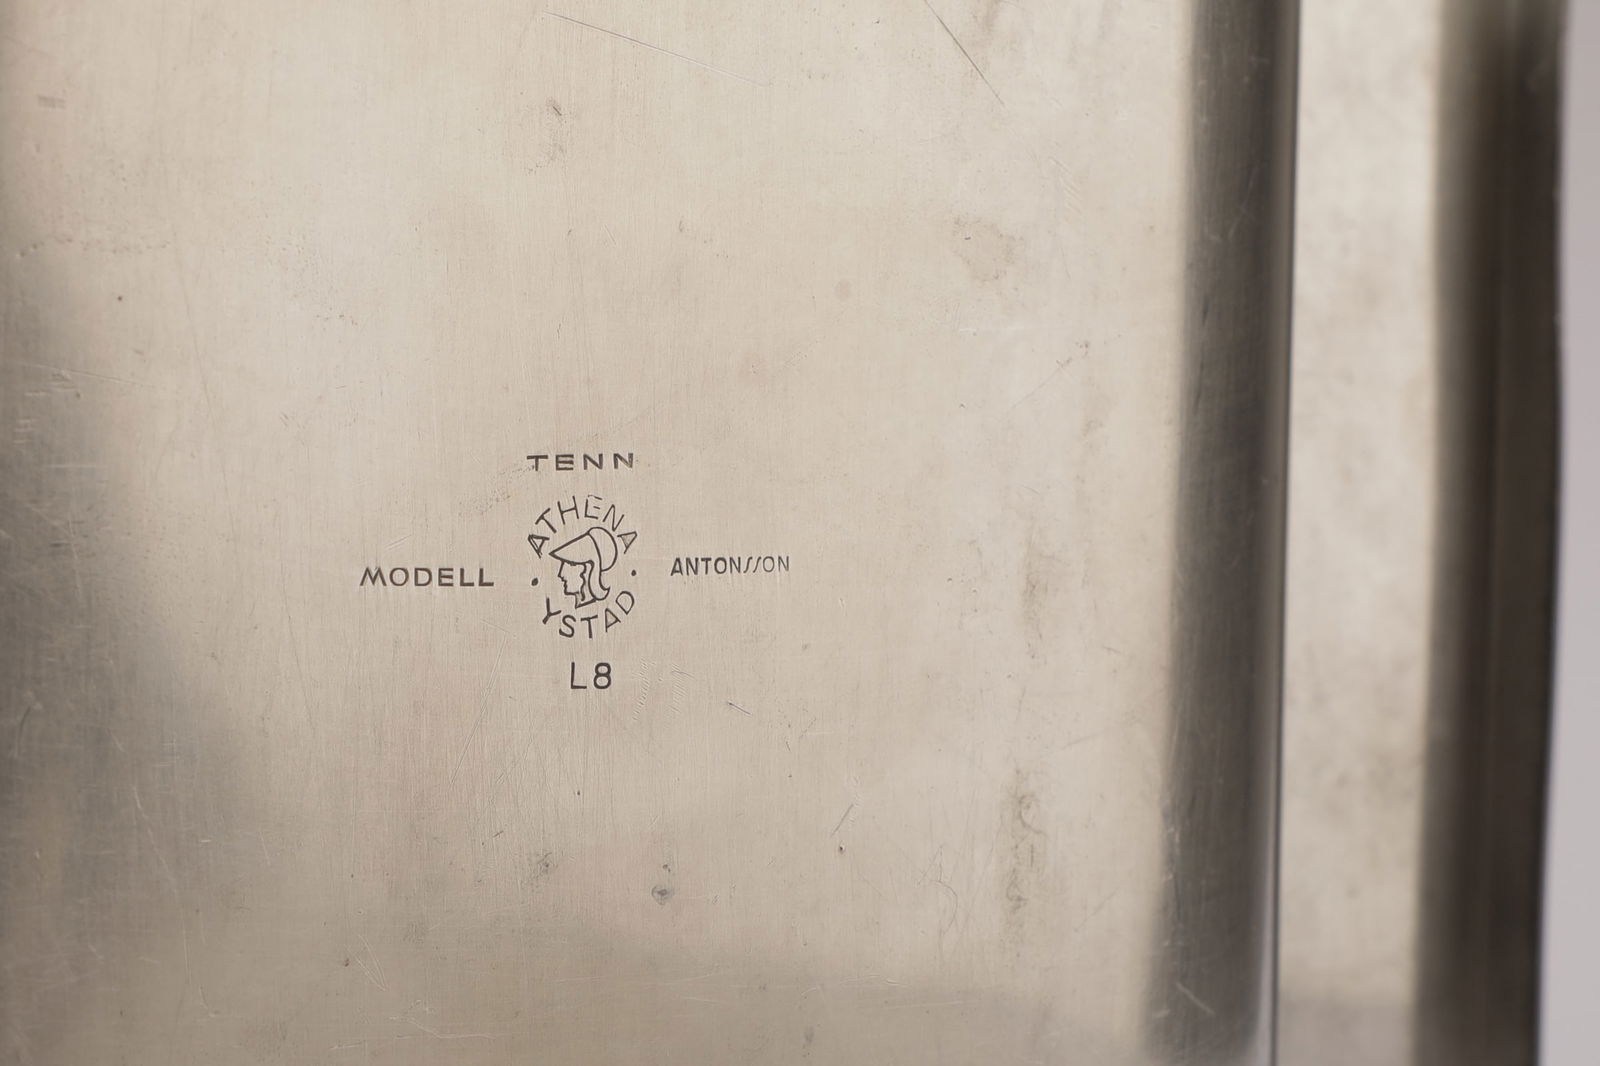 TENN
ATHENA
MODELL
ANTONSSON
YSTAD
L8